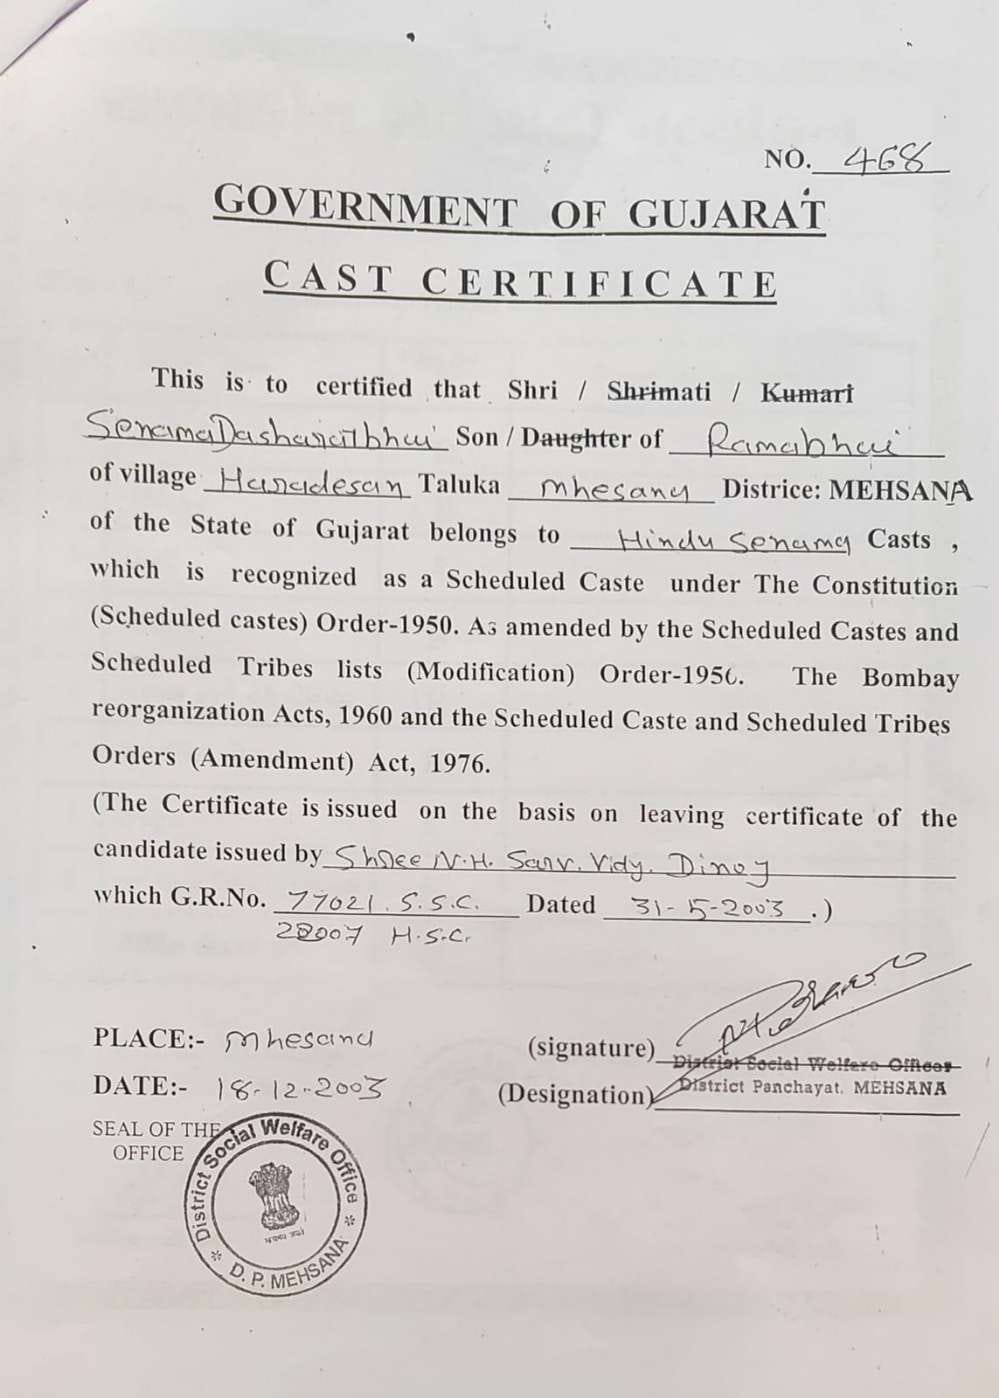 NO. 468
GOVERNMENT OF GUJARAT
CAST CERTIFICATE
This is to certified that Shri / Shrimati / Kumari
Senama Dasharathbhai Son / Daughter of Ramabhai
of village Haradesan Taluka Mhesana Districe: MEHSANA
of the State of Gujarat belongs to Hindu Senama Casts ,
which is recognized as a Scheduled Caste under The Constitution
(Scheduled castes) Order-1950. As amended by the Scheduled Castes and
Scheduled Tribes lists (Modification) Order-1956. The Bombay
reorganization Acts, 1960 and the Scheduled Caste and Scheduled Tribes
Orders (Amendment) Act, 1976.
(The Certificate is issued on the basis on leaving certificate of the
candidate issued by Shree N.H. Sarv. Vidy.
which G.R.No. 77021. S.S.C. Dated 31-5-2003 .)
H.S.C.
PLACE:- Mhesana
(signature)
District Social Welfare Officer
DATE:- 18-12-2003
(Designation) District Panchayat. MEHSANA
SEAL OF THE
OFFICE
District Social Welfare Office
D. P. MEHSANA